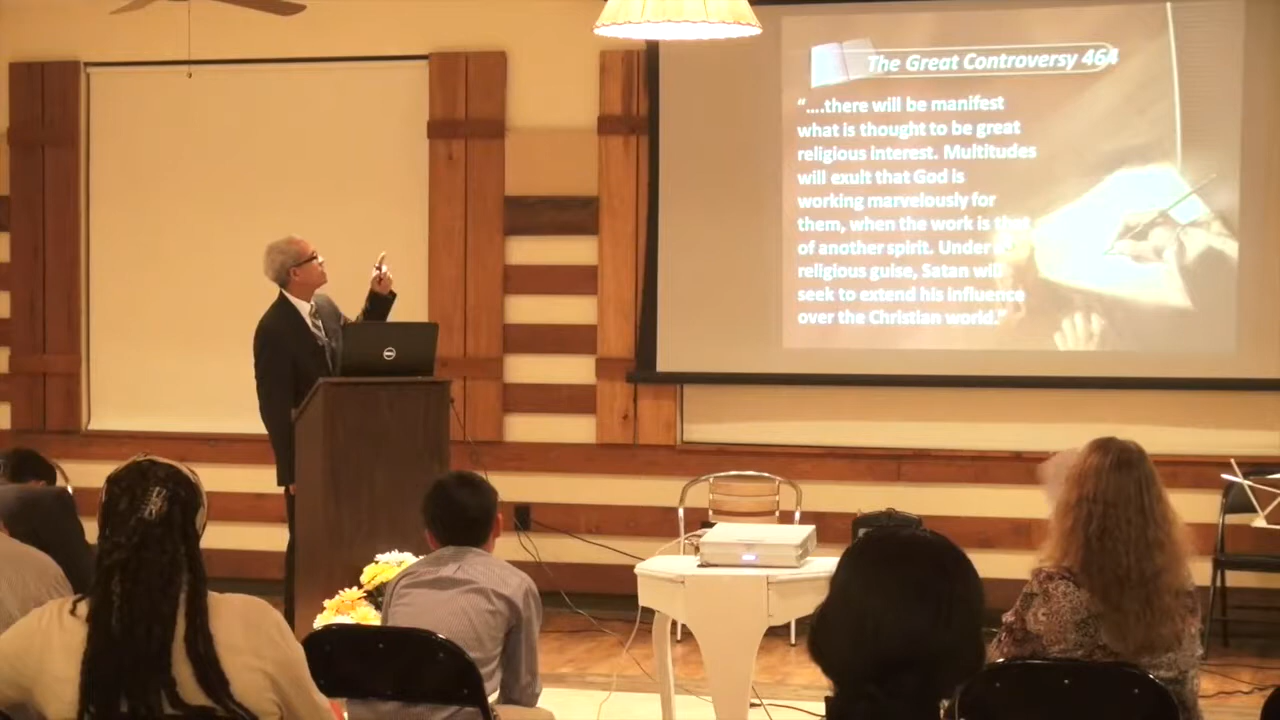 The Great Controversy 464
“....there will be manifest
what is thought to be great
religious interest. Multitudes
will exult that God is
working marvelously for
them, when the work is that
of another spirit. Under
religious guise, Satan will
seek to extend his influence
over the Christian world.”
DELL